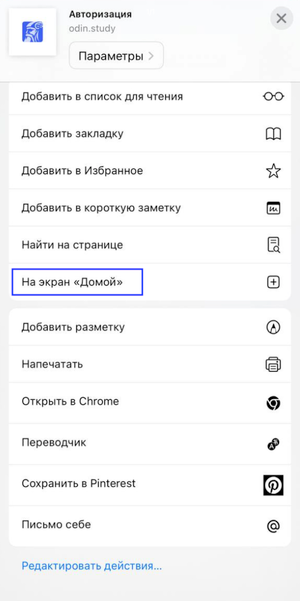 Авторизация
odin.study
Параметры
Добавить в список для чтения
Добавить закладку
Добавить в Избранное
Добавить в короткую заметку
Найти на странице
На экран «Домой»
Добавить разметку
Напечатать
Открыть в Chrome
Переводчик
Сохранить в Pinterest
Письмо себе
Редактировать действия...